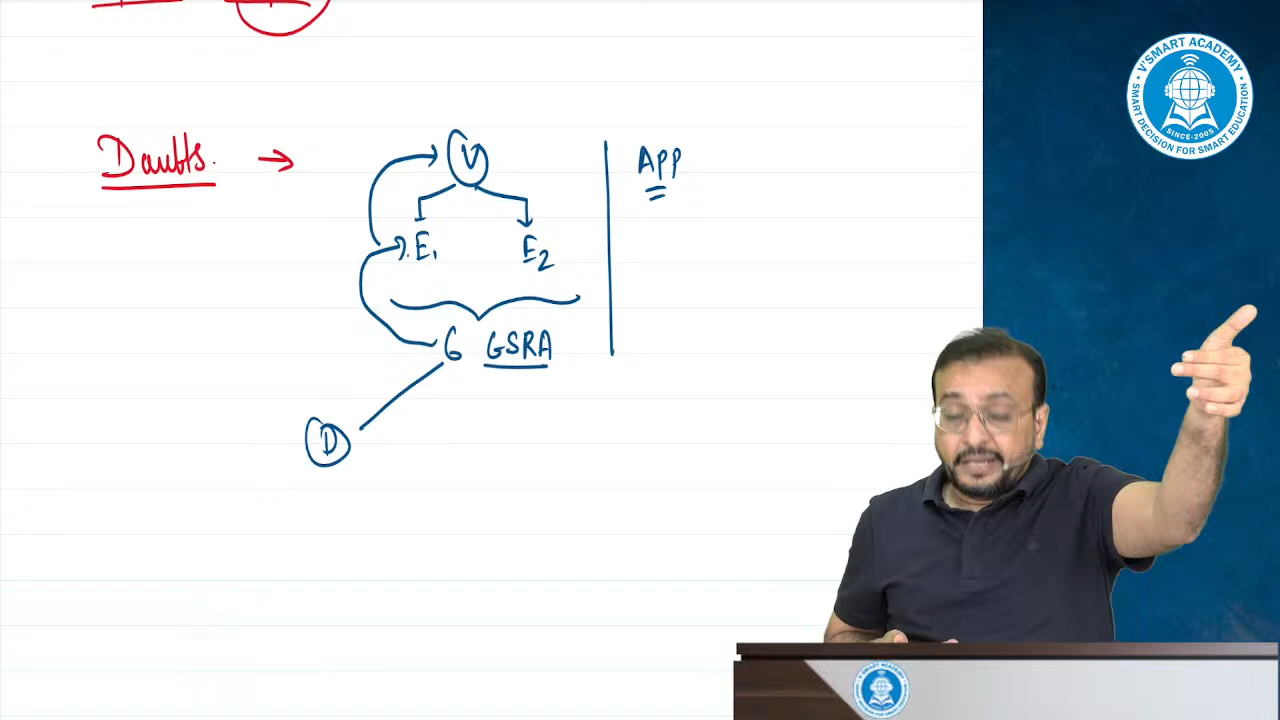 Doubts. → V | App
E1 E2
6 GSRA
D
V'SMART ACADEMY
SMART DECISION FOR SMART EDUCATION
SINCE-2005